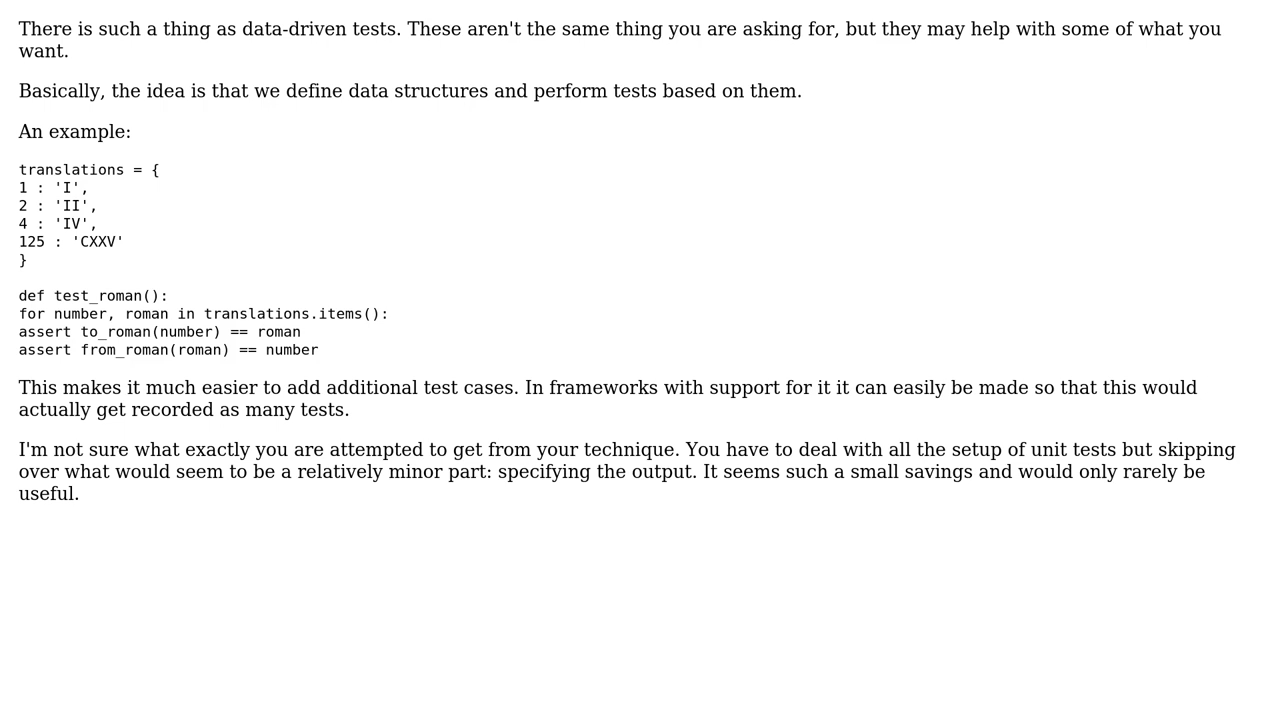 There is such a thing as data-driven tests. These aren't the same thing you are asking for, but they may help with some of what you
want.
Basically, the idea is that we define data structures and perform tests based on them.
An example:
translations = {
1 : 'I',
2 : 'II',
4 : 'IV',
125 : 'CXXV'
}
def test_roman():
for number, roman in translations.items():
assert to_roman(number) == roman
assert from_roman(roman) == number
This makes it much easier to add additional test cases. In frameworks with support for it it can easily be made so that this would
actually get recorded as many tests.
I'm not sure what exactly you are attempted to get from your technique. You have to deal with all the setup of unit tests but skipping
over what would seem to be a relatively minor part: specifying the output. It seems such a small savings and would only rarely be
useful.